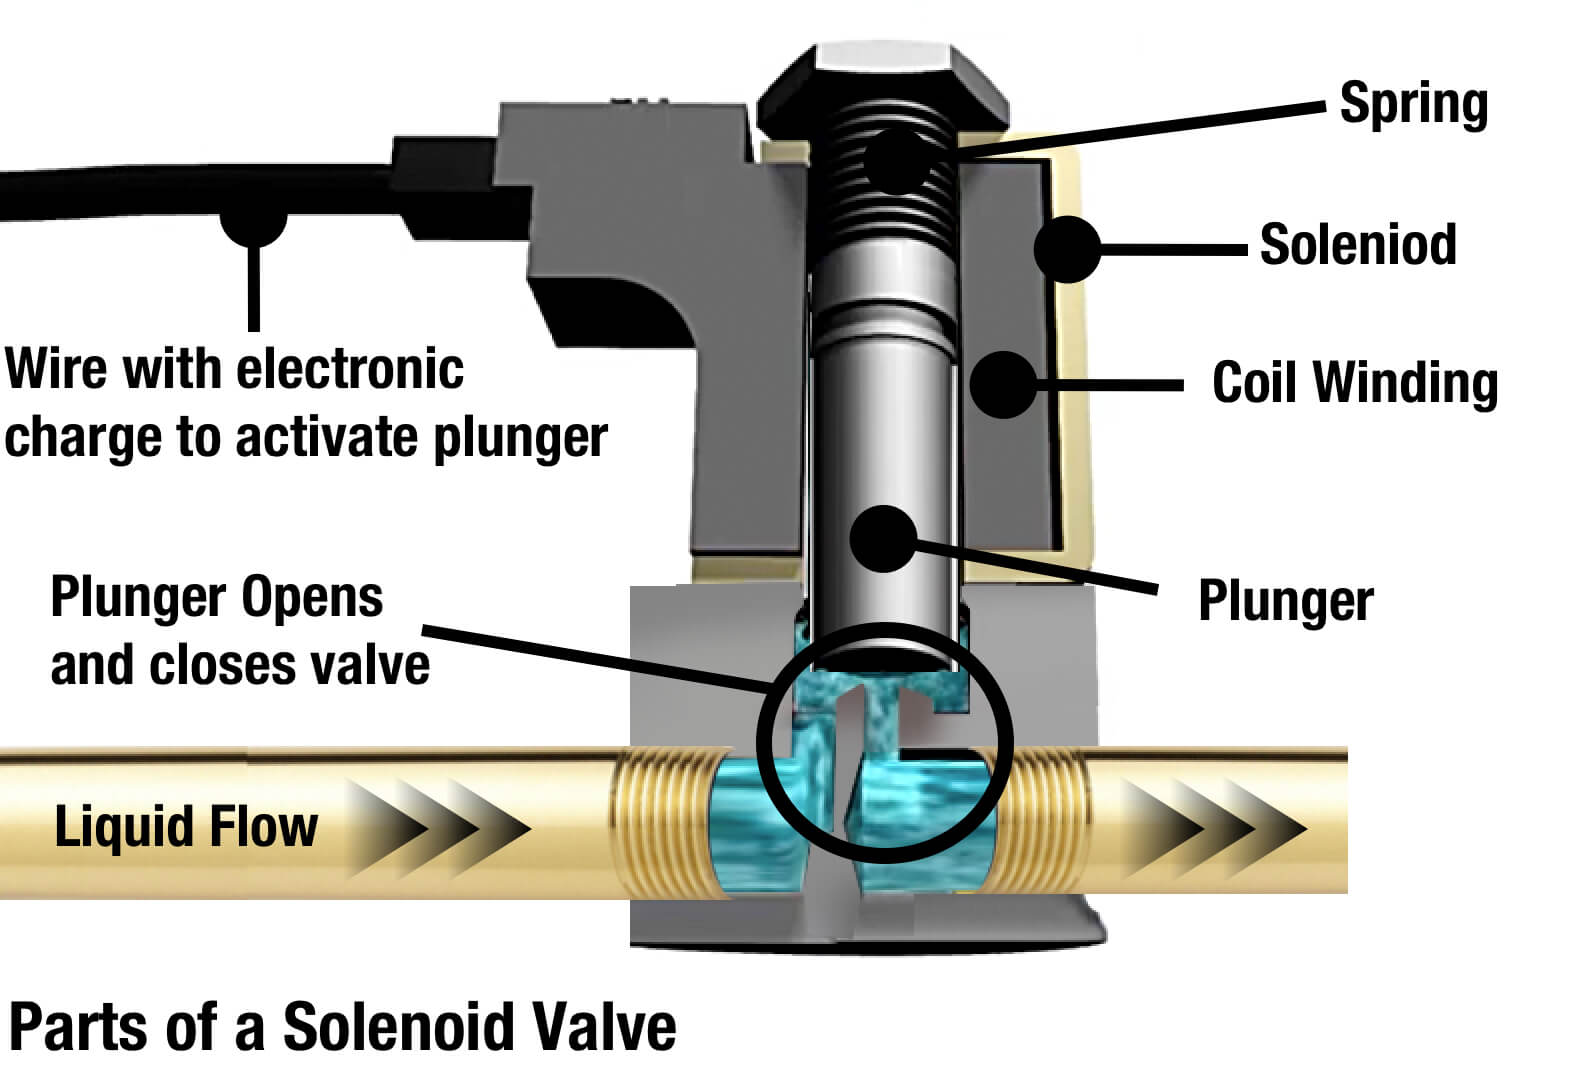 Spring
Soleniod
Wire with electronic
charge to activate plunger
Coil Winding
Plunger Opens
and closes valve
Plunger
Liquid Flow
Parts of a Solenoid Valve